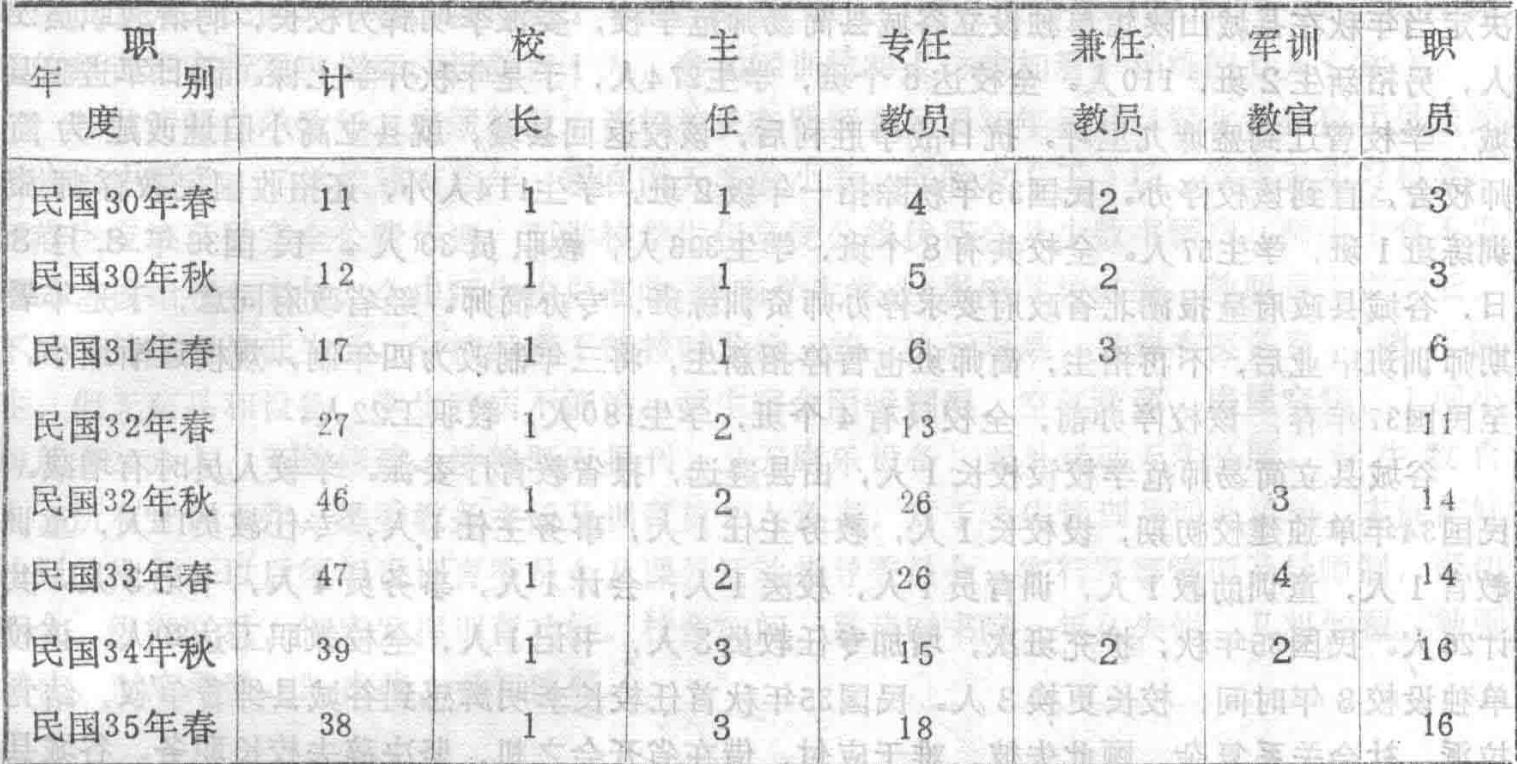 职 别 年 度 计 校长 主任 专任教员 兼任教员 军训教官 职员
民国30年春 11 1 1 4 2 3
民国30年秋 12 1 1 5 2 3
民国31年春 17 1 1 6 3 6
民国32年春 27 1 2 13 11
民国32年秋 46 1 2 26 3 14
民国33年春 47 1 2 26 4 14
民国34年秋 39 1 3 15 2 2 16
民国35年春 38 1 3 18 16